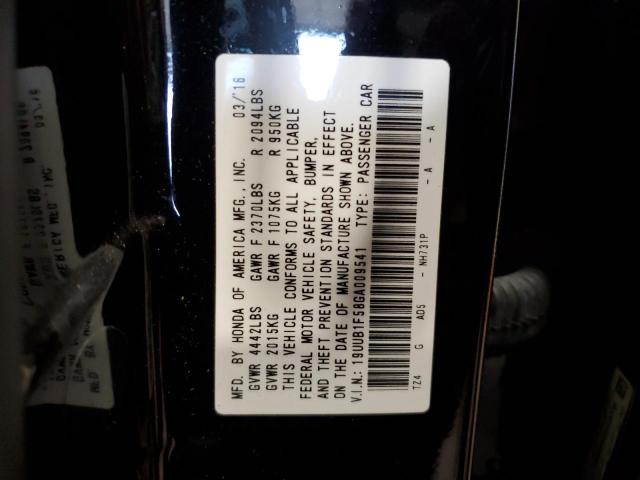 MFD. BY HONDA OF AMERICA MFG., INC. 03/'16
GVWR 4442LBS GAWR F 2370LBS R 2094LBS
GVWR 2015KG GAWR F 1075KG R 950KG
THIS VEHICLE CONFORMS TO ALL APPLICABLE
FEDERAL MOTOR VEHICLE SAFETY, BUMPER,
AND THEFT PREVENTION STANDARDS IN EFFECT
ON THE DATE OF MANUFACTURE SHOWN ABOVE.
V.I.N.: 19UUB1F58GA009541 TYPE: PASSENGER CAR
TZ4 G AD5 - NH731P - A - A